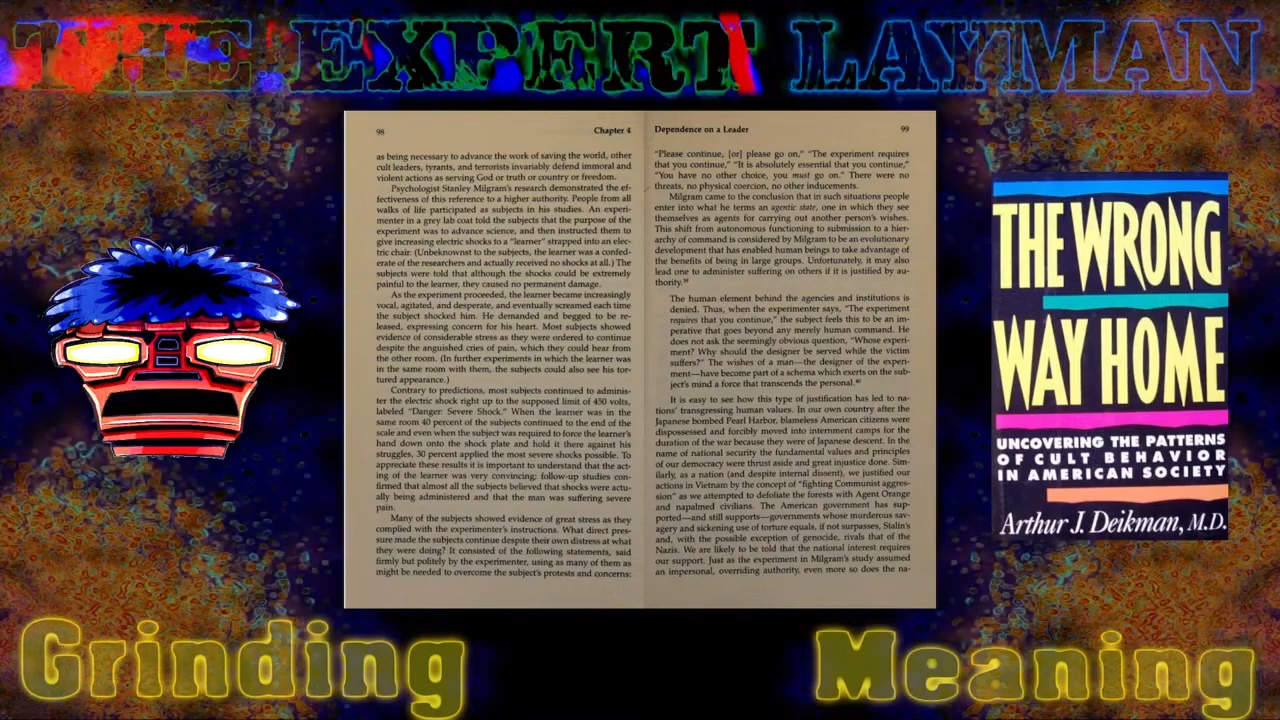 THE EXPERT LAYMAN
98 Chapter 4
as being necessary to advance the work of saving the world, other
cult leaders, tyrants, and terrorists invariably defend immoral and
violent actions as serving God or truth or country or freedom.
Psychologist Stanley Milgram's research demonstrated the ef-
fectiveness of this reference to a higher authority. People from all
walks of life participated as subjects in his studies. An experi-
menter in a grey lab coat told the subjects that the purpose of the
experiment was to advance science, and then instructed them to
give increasing electric shocks to a "learner" strapped into an elec-
tric chair. (Unbeknownst to the subjects, the learner was a confed-
erate of the researchers and actually received no shocks at all.) The
subjects were told that although the shocks could be extremely
painful to the learner, they caused no permanent damage.
As the experiment proceeded, the learner became increasingly
vocal, agitated, and desperate, and eventually screamed each time
the subject shocked him. He demanded and begged to be re-
leased, expressing concern for his heart. Most subjects showed
evidence of considerable stress as they were ordered to continue
despite the anguished cries of pain, which they could hear from
the other room. (In further experiments in which the learner was
in the same room with them, the subjects could also see his tor-
tured appearance.)
Contrary to predictions, most subjects continued to adminis-
ter the electric shock right up to the supposed limit of 450 volts,
labeled "Danger: Severe Shock." When the learner was in the
same room 40 percent of the subjects continued to the end of the
scale and even when the subject was required to force the learner's
hand down onto the shock plate and hold it there against his
struggles, 30 percent applied the most severe shocks possible. To
appreciate these results it is important to understand that the act-
ing of the learner was very convincing; follow-up studies con-
firmed that almost all the subjects believed that shocks were actu-
ally being administered and that the man was suffering severe
pain.
Many of the subjects showed evidence of great stress as they
complied with the experimenter's instructions. What direct pres-
sure made the subjects continue despite their own distress at what
they were doing? It consisted of the following statements, said
firmly but politely by the experimenter, using as many of them as
might be needed to overcome the subject's protests and concerns:
Dependence on a Leader 99
"Please continue, [or] please go on," "The experiment requires
that you continue," "It is absolutely essential that you continue,"
"You have no other choice, you must go on." There were no
threats, no physical coercion, no other inducements.
Milgram came to the conclusion that in such situations people
enter into what he terms an agentic state, one in which they see
themselves as agents for carrying out another person's wishes.
This shift from autonomous functioning to submission to a hier-
archy of command is considered by Milgram to be an evolutionary
development that has enabled human beings to take advantage of
the benefits of being in large groups. Unfortunately, it may also
lead one to administer suffering on others if it is justified by au-
thority.³⁹
The human element behind the agencies and institutions is
denied. Thus, when the experimenter says, "The experiment
requires that you continue," the subject feels this to be an im-
perative that goes beyond any merely human command. He
does not ask the seemingly obvious question, "Whose experi-
ment? Why should the designer be served while the victim
suffers?" The wishes of a man—the designer of the experi-
ment—have become part of a schema which exerts on the sub-
ject's mind a force that transcends the personal.⁴⁰
It is easy to see how this type of justification has led to na-
tions' transgressing human values. In our own country after the
Japanese bombed Pearl Harbor, blameless American citizens were
dispossessed and forcibly moved into internment camps for the
duration of the war because they were of Japanese descent. In the
name of national security the fundamental values and principles
of our democracy were thrust aside and great injustice done. Sim-
ilarly, as a nation (and despite internal dissent), we justified our
actions in Vietnam by the concept of "fighting Communist aggres-
sion" as we attempted to defoliate the forests with Agent Orange
and napalmed civilians. The American government has sup-
ported—and still supports—governments whose murderous sav-
agery and sickening use of torture equals, if not surpasses, Stalin's
and, with the possible exception of genocide, rivals that of the
Nazis. We are likely to be told that the national interest requires
our support. Just as the experiment in Milgram's study assumed
an impersonal, overriding authority, even more so does the na-
THE WRONG
WAY HOME
UNCOVERING THE PATTERNS
OF CULT BEHAVIOR
IN AMERICAN SOCIETY
Arthur J. Deikman, M.D.
Grinding Meaning